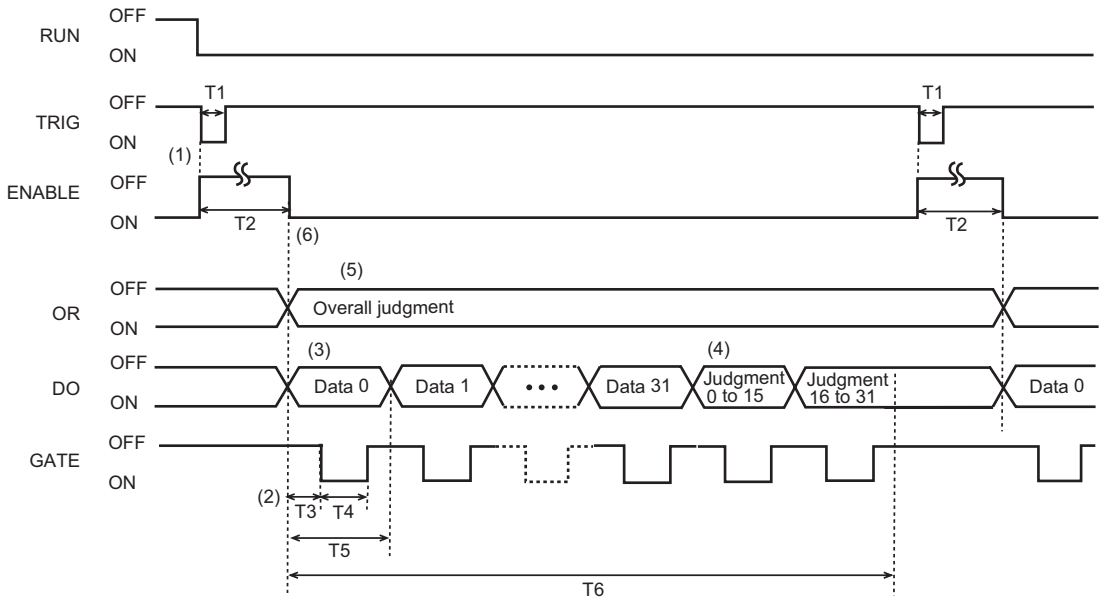 OFF
RUN
ON
OFF
T1
T1
TRIG
ON
(1)
OFF
ENABLE
ON
T2
T2
(6)
(5)
OFF
OR
Overall judgment
ON
(3)
(4)
OFF
DO
Data 0
Data 1
•••
Data 31
Judgment
0 to 15
Judgment
16 to 31
Data 0
ON
OFF
GATE
ON
(2)
T3
T4
T5
T6